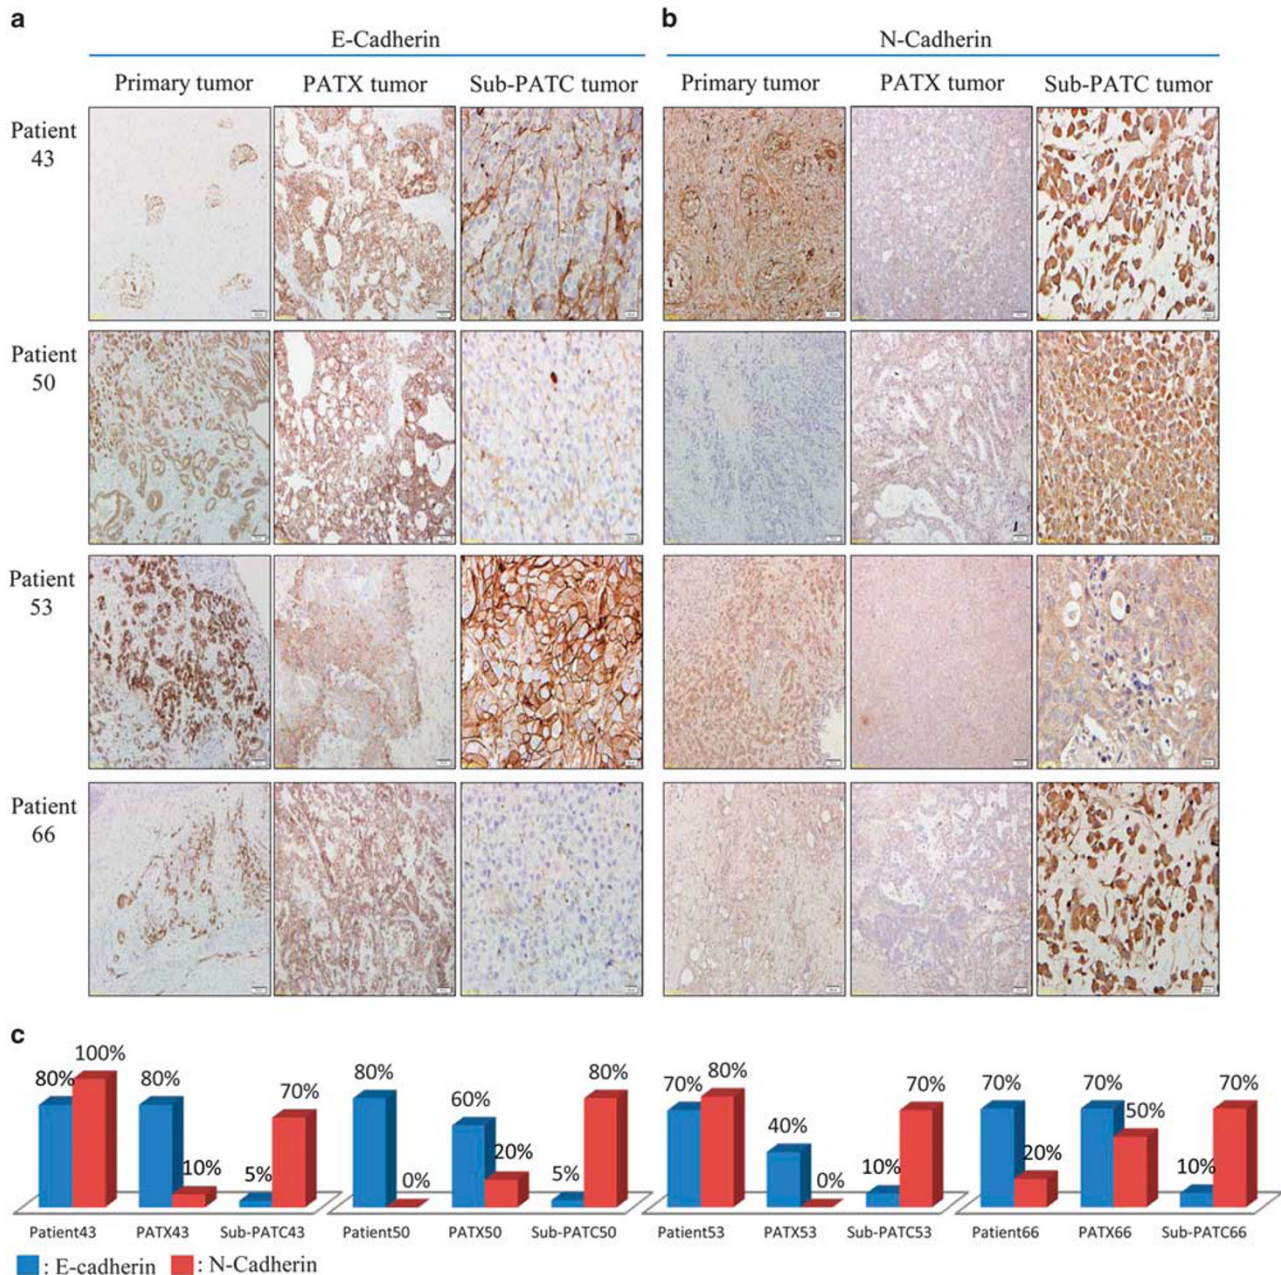 a
b
E-Cadherin
N-Cadherin
Primary tumor PATX tumor Sub-PATC tumor Primary tumor PATX tumor Sub-PATC tumor
Patient
43
Patient
50
Patient
53
Patient
66
c
80% 100% 80% 10% 5% 70% 80% 0% 60% 20% 5% 80% 70% 80% 40% 0% 10% 70% 70% 20% 70% 50% 10% 70%
Patient43 PATX43 Sub-PATC43 Patient50 PATX50 Sub-PATC50 Patient53 PATX53 Sub-PATC53 Patient66 PATX66 Sub-PATC66
: E-cadherin : N-Cadherin